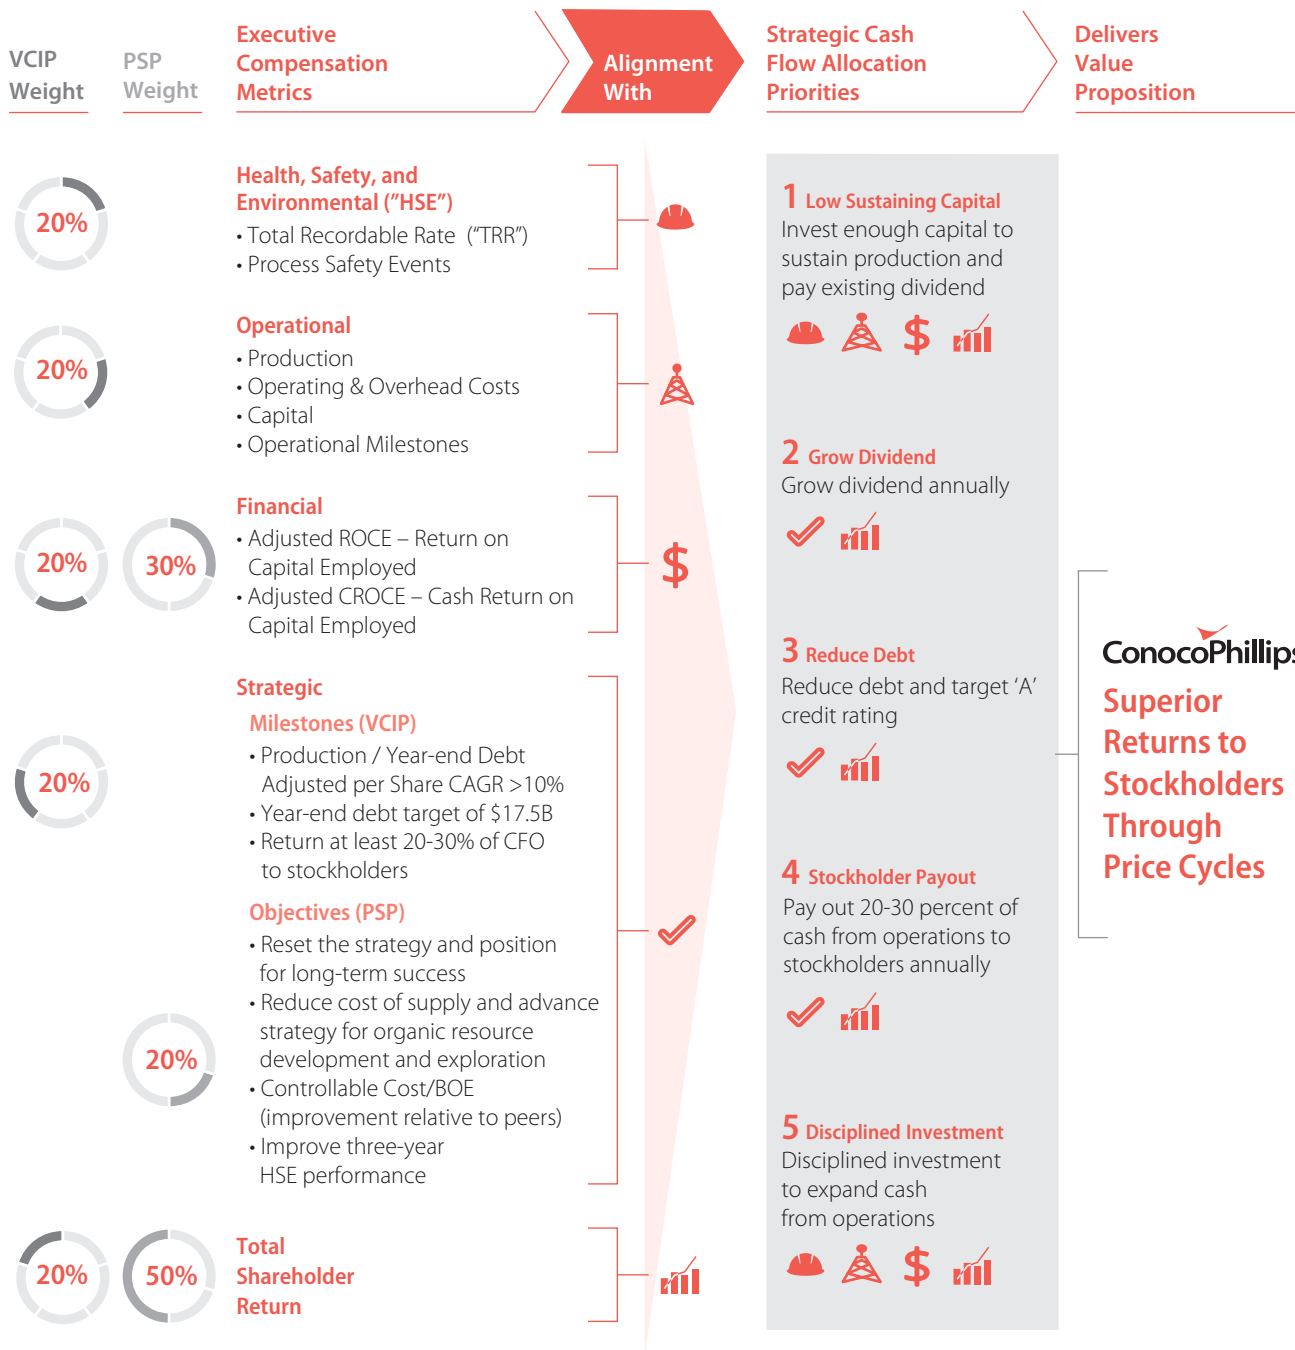 VCIP
Weight
PSP
Weight
Executive
Compensation
Metrics
Alignment
With
Strategic Cash
Flow Allocation
Priorities
Delivers
Value
Proposition
20%
Health, Safety, and
Environmental (”HSE”)
• Total Recordable Rate (“TRR”)
• Process Safety Events
20%
Operational
• Production
• Operating & Overhead Costs
• Capital
• Operational Milestones
20%
30%
Financial
• Adjusted ROCE – Return on
Capital Employed
• Adjusted CROCE – Cash Return on
Capital Employed
20%
Strategic
Milestones (VCIP)
• Production / Year-end Debt
Adjusted per Share CAGR >10%
• Year-end debt target of $17.5B
• Return at least 20-30% of CFO
to stockholders
20%
Objectives (PSP)
• Reset the strategy and position
for long-term success
• Reduce cost of supply and advance
strategy for organic resource
development and exploration
• Controllable Cost/BOE
(improvement relative to peers)
• Improve three-year
HSE performance
20%
50%
Total
Shareholder
Return
$
1 Low Sustaining Capital
Invest enough capital to
sustain production and
pay existing dividend
$
2 Grow Dividend
Grow dividend annually
3 Reduce Debt
Reduce debt and target ‘A’
credit rating
4 Stockholder Payout
Pay out 20-30 percent of
cash from operations to
stockholders annually
5 Disciplined Investment
Disciplined investment
to expand cash
from operations
$
ConocoPhillips
Superior
Returns to
Stockholders
Through
Price Cycles